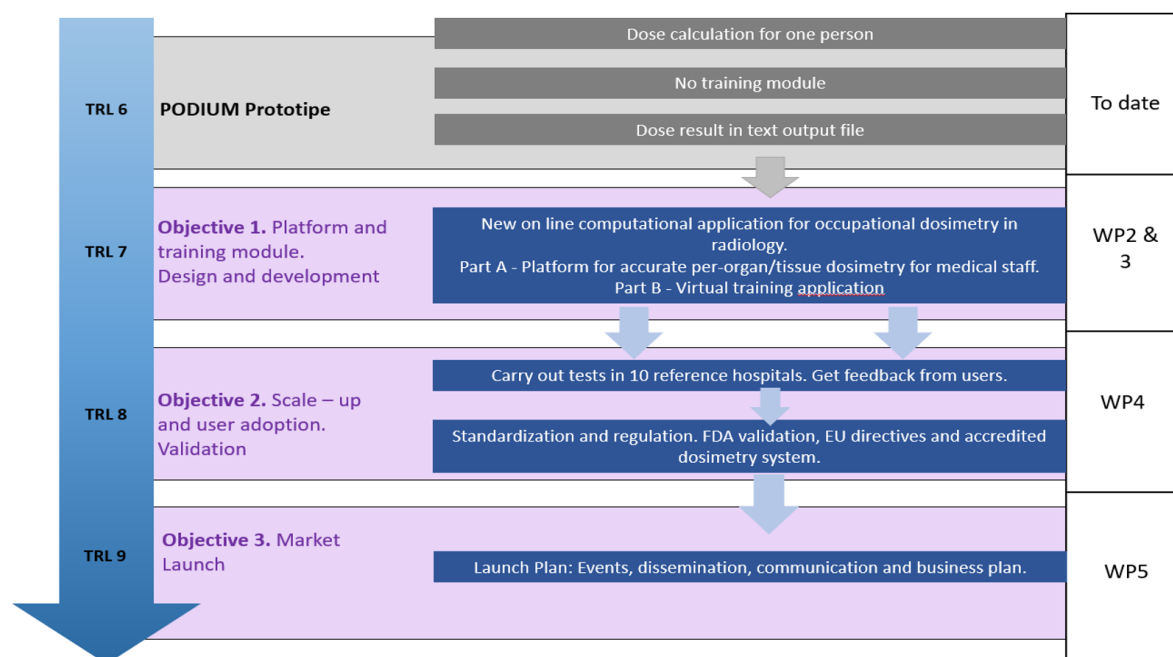 Dose calculation for one person
No training module
TRL 6
PODIUM Prototipe
To date
Dose result in text output file
Objective 1. Platform and
training module.
Design and development
TRL 7
New on line computational application for occupational dosimetry in
radiology.
Part A - Platform for accurate per-organ/tissue dosimetry for medical staff.
Part B - Virtual training application
WP2 &
3
Carry out tests in 10 reference hospitals. Get feedback from users.
TRL 8
Objective 2. Scale – up
and user adoption.
Validation
WP4
Standardization and regulation. FDA validation, EU directives and accredited
dosimetry system.
TRL 9
Objective 3. Market
Launch
Launch Plan: Events, dissemination, communication and business plan.
WP5